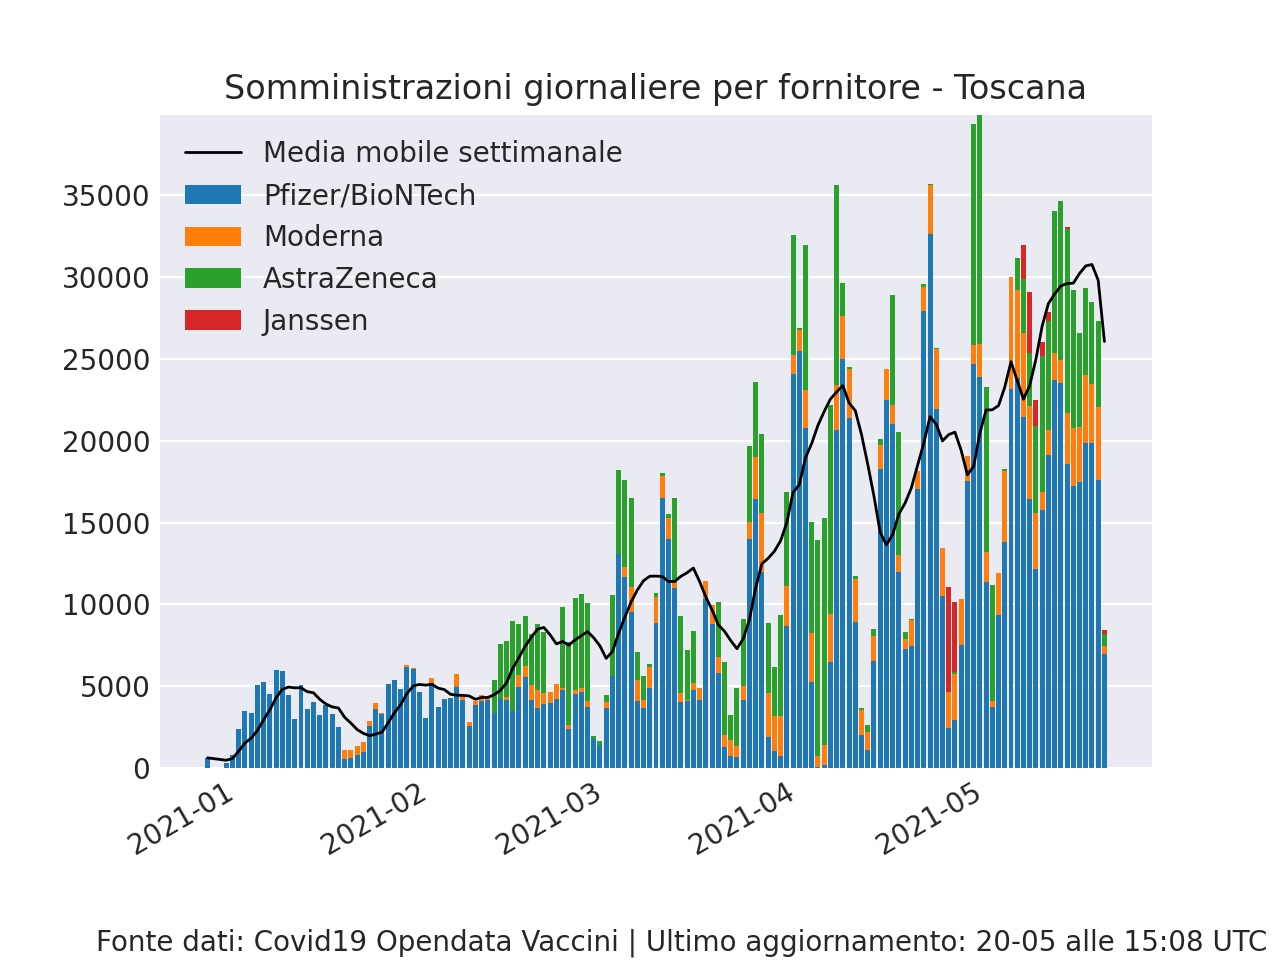 Somministrazioni giornaliere per fornitore - Toscana
Media mobile settimanale
Pfizer/BioNTech
Moderna
AstraZeneca
Janssen
35000
30000
25000
20000
15000
10000
5000
0
2021-01
2021-02
2021-03
2021-04
2021-05
Fonte dati: Covid19 Opendata Vaccini | Ultimo aggiornamento: 20-05 alle 15:08 UTC